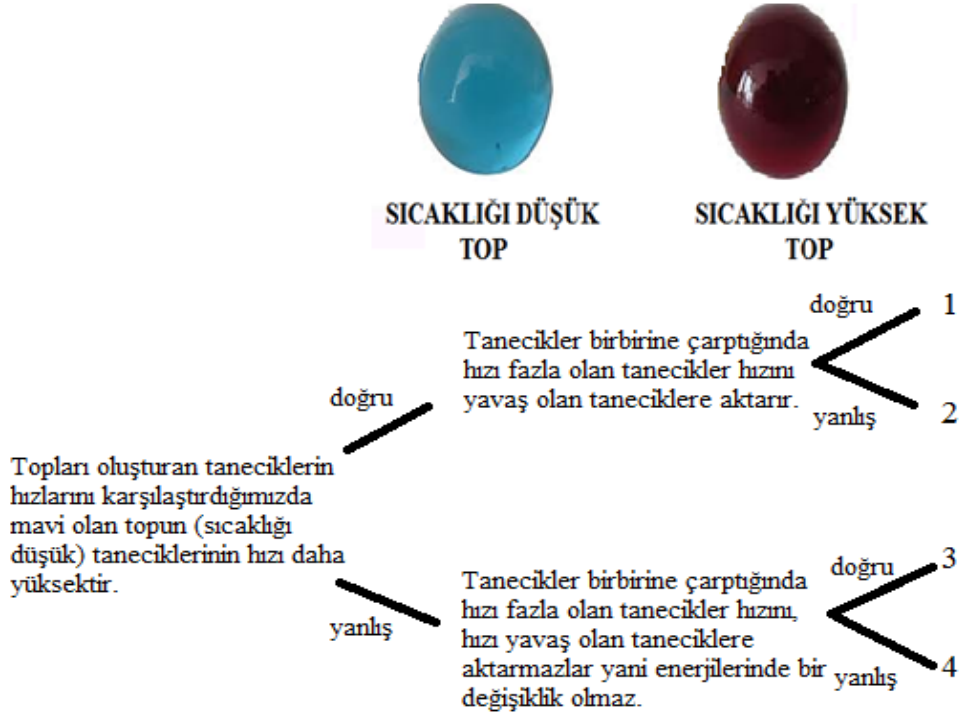 SICAKLIĞI DÜŞÜK
TOP
SICAKLIĞI YÜKSEK
TOP
Topları oluşturan taneciklerin
hızlarını karşılaştırdığımızda
mavi olan topun (sıcaklığı
düşük) taneciklerinin hızı daha
yüksektir.
doğru
Tanecikler birbirine çarptığında
hızı fazla olan tanecikler hızını
yavaş olan taneciklere aktarır.
doğru
1
yanlış
2
yanlış
Tanecikler birbirine çarptığında
hızı fazla olan tanecikler hızını,
hızı yavaş olan taneciklere
aktarmazlar yani enerjilerinde bir
değişiklik olmaz.
doğru
3
yanlış
4